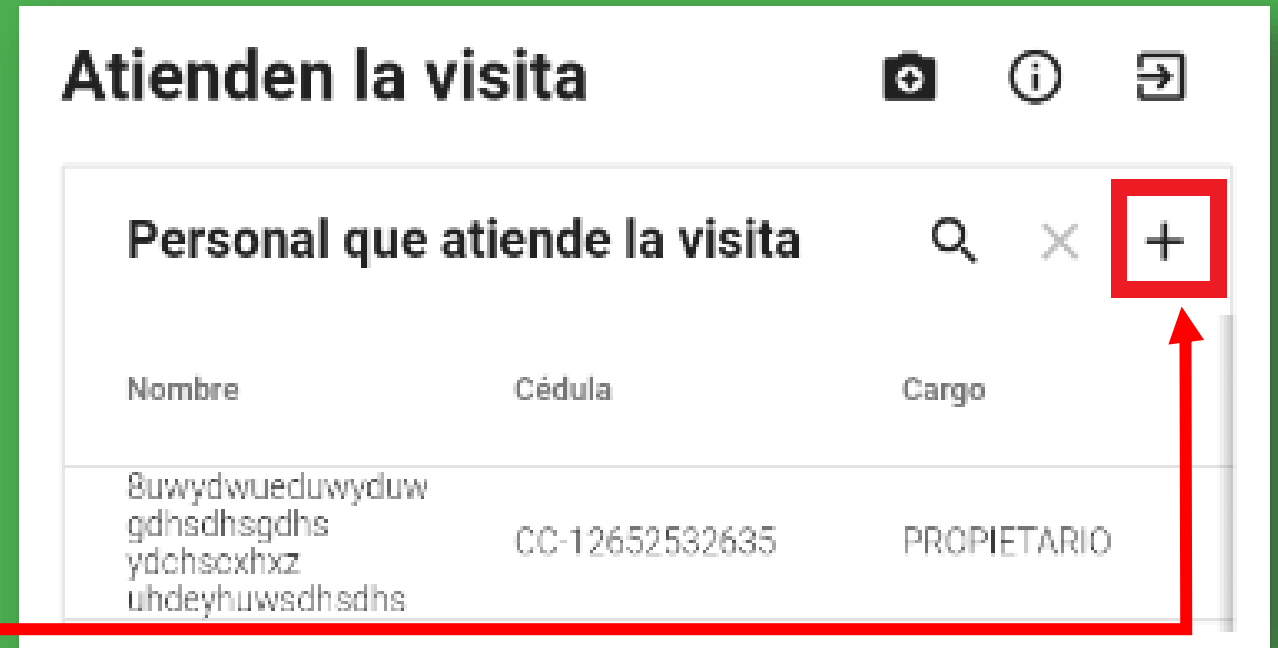 Atienden la visita
Personal que atiende la visita
Nombre Cédula Cargo
8uwydwueduwyduw
gdhsdhsgdhs
ydchscxhxz
uhdeyhuwsdhsdhs
CC-12652532635 PROPIETARIO